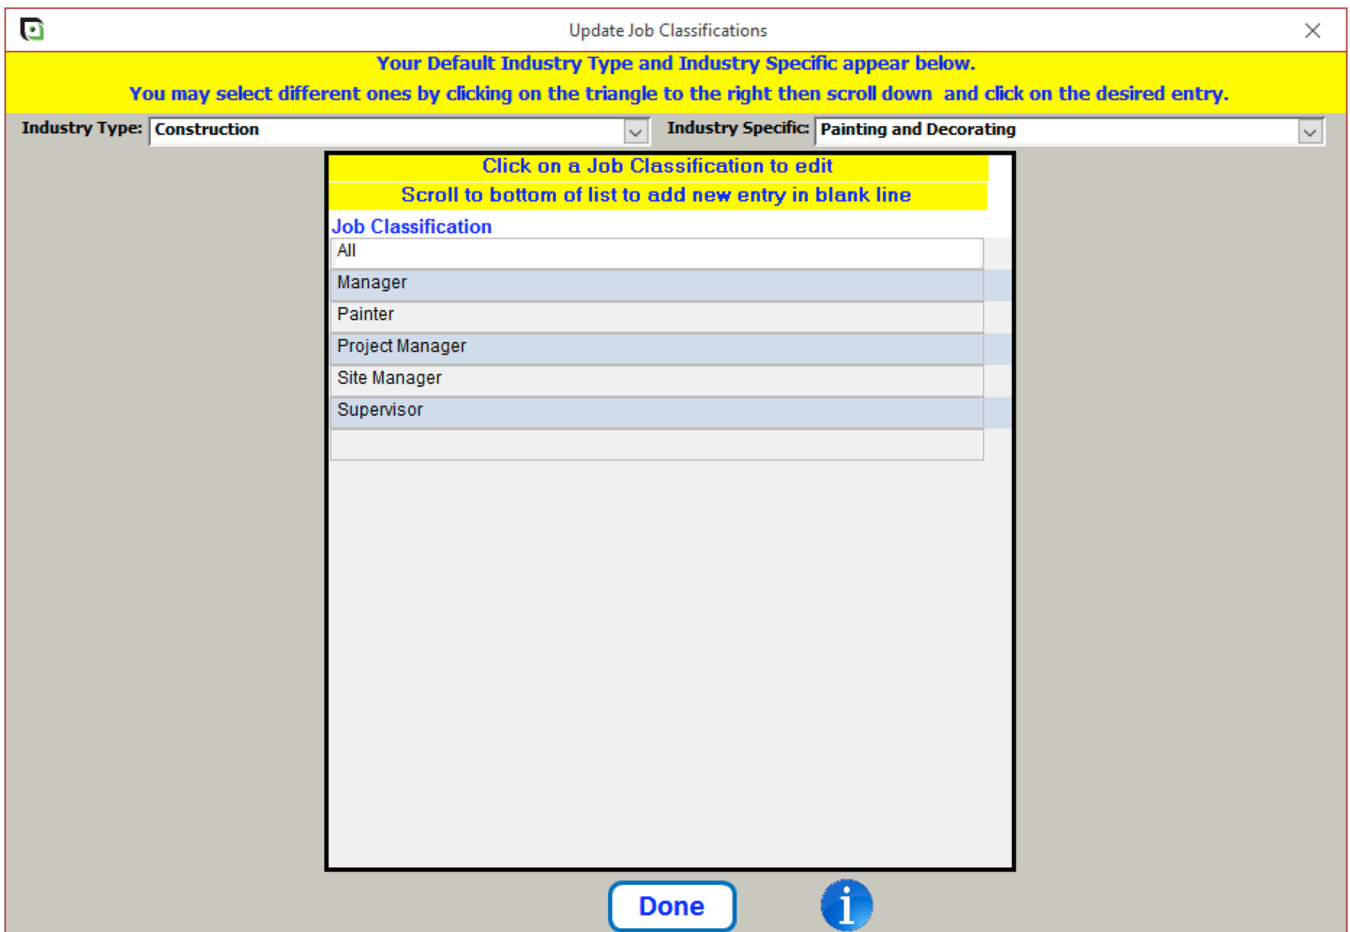 Update Job Classifications
Your Default Industry Type and Industry Specific appear below.
You may select different ones by clicking on the triangle to the right then scroll down and click on the desired entry.
Industry Type: Construction Industry Specific: Painting and Decorating
Click on a Job Classification to edit
Scroll to bottom of list to add new entry in blank line
Job Classification
All
Manager
Painter
Project Manager
Site Manager
Supervisor
Done
i